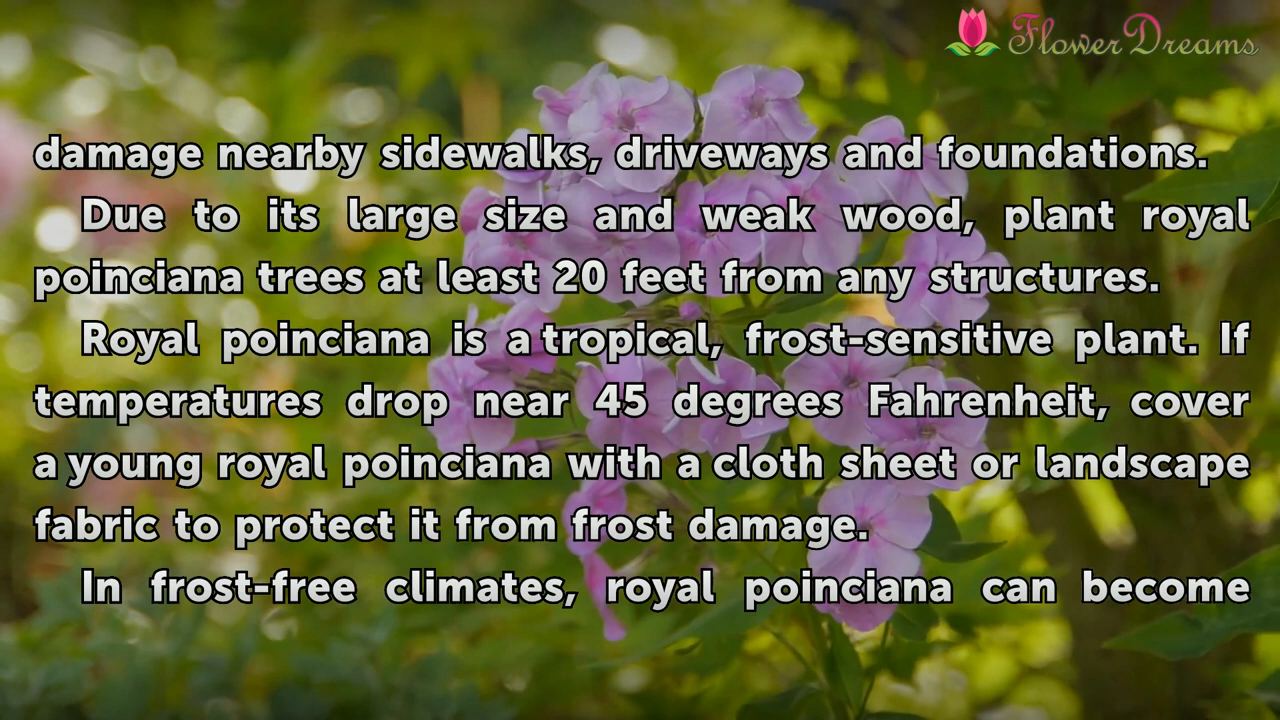 FlowerDreams
damage nearby sidewalks, driveways and foundations.
Due to its large size and weak wood, plant royal
poinciana trees at least 20 feet from any structures.
Royal poinciana is a tropical, frost-sensitive plant. If
temperatures drop near 45 degrees Fahrenheit, cover
a young royal poinciana with a cloth sheet or landscape
fabric to protect it from frost damage.
In frost-free climates, royal poinciana can become